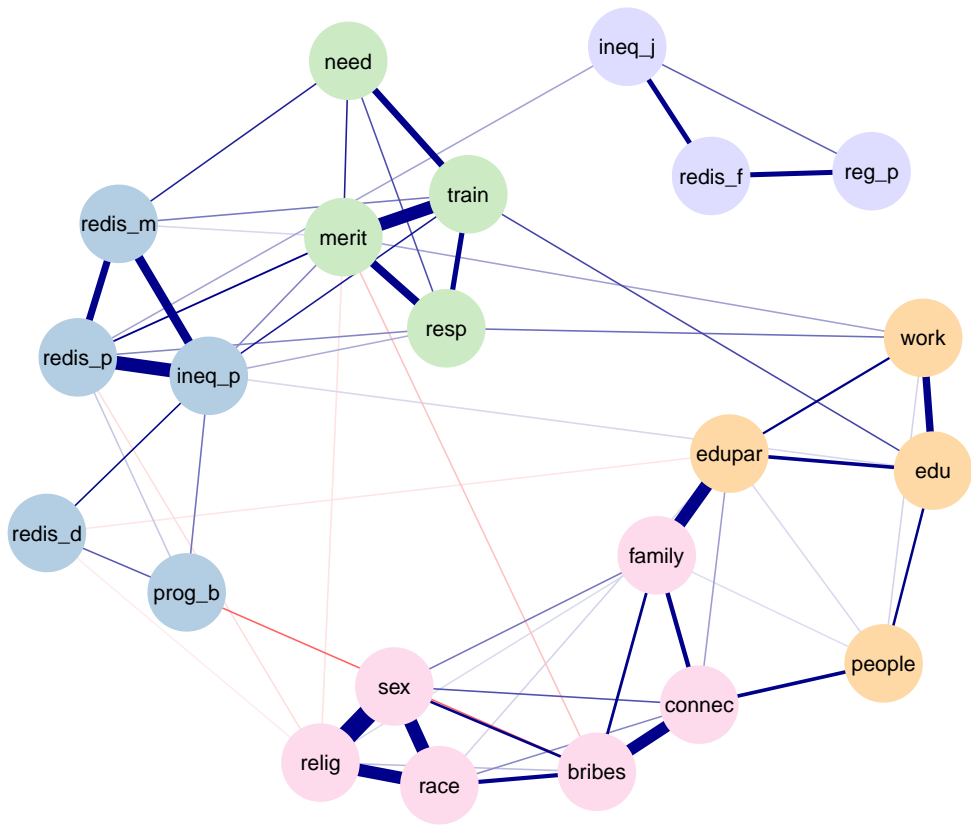 need
ineq_j
redis_f
reg_p
train
redis_m
merit
resp
work
redis_p
ineq_p
edupar
edu
redis_d
family
prog_b
people
sex
connec
relig
race
bribes